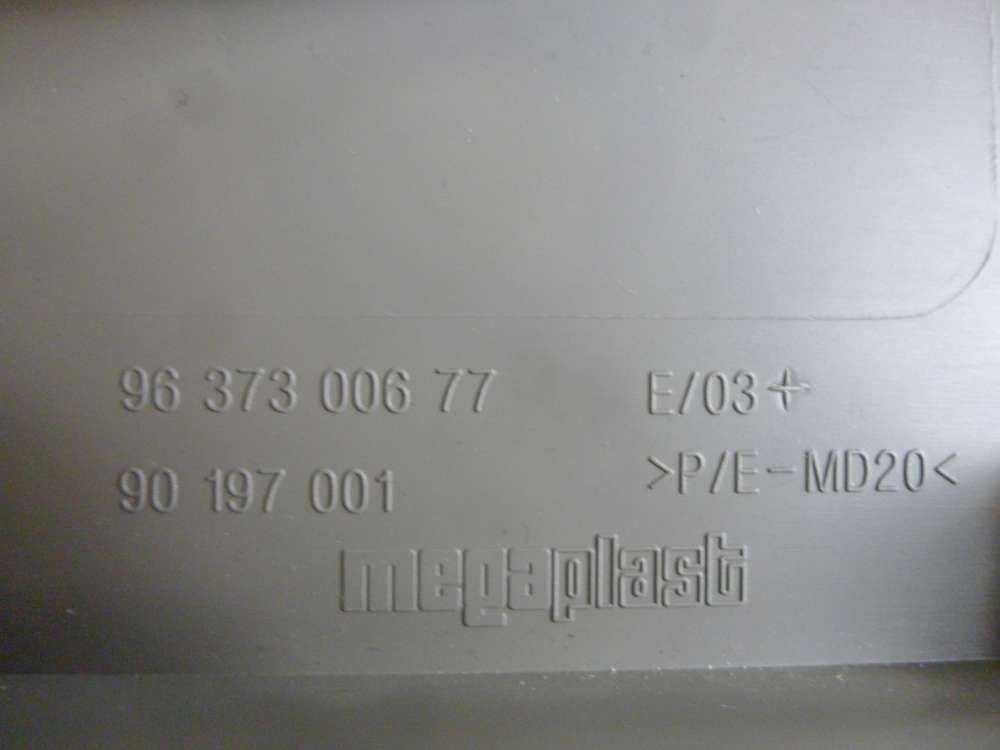 96 373 006 77 E/03+
90 197 001 >P/E-MD20<
megaplast